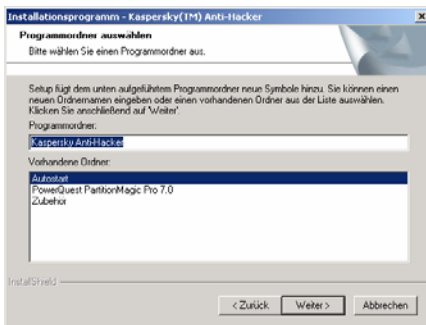 Installationsprogramm - Kaspersky(TM) Anti-Hacker
Programmordner auswählen
Bitte wählen Sie einen Programmordner aus.
Setup fügt dem unten aufgeführtem Programmordner neue Symbole hinzu. Sie können einen
neuen Ordnernamen eingeben oder einen vorhandenen Ordner aus der Liste auswählen.
Klicken Sie anschließend auf 'Weiter'.
Programmordner:
Kaspersky Anti-Hacker
Vorhandene Ordner:
Autostart
PowerQuest PartitionMagic Pro 7.0
Zubehör
InstallShield
< Zurück Weiter > Abbrechen